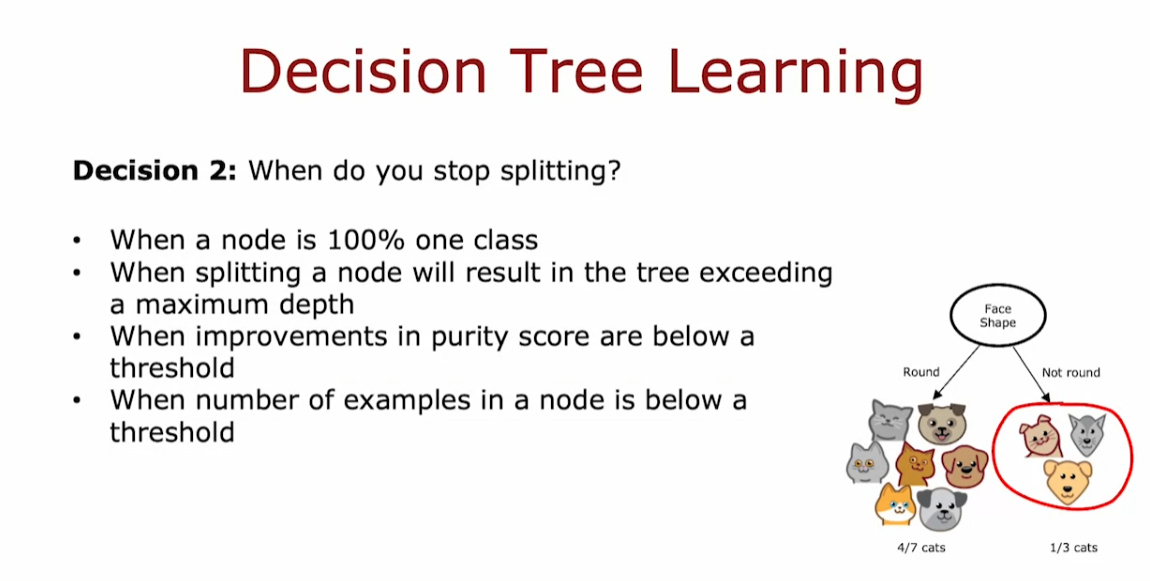 Decision Tree Learning
Decision 2: When do you stop splitting?
• When a node is 100% one class
• When splitting a node will result in the tree exceeding
a maximum depth
• When improvements in purity score are below a
threshold
• When number of examples in a node is below a
threshold
Face
Shape
Round
Not round
4/7 cats
1/3 cats